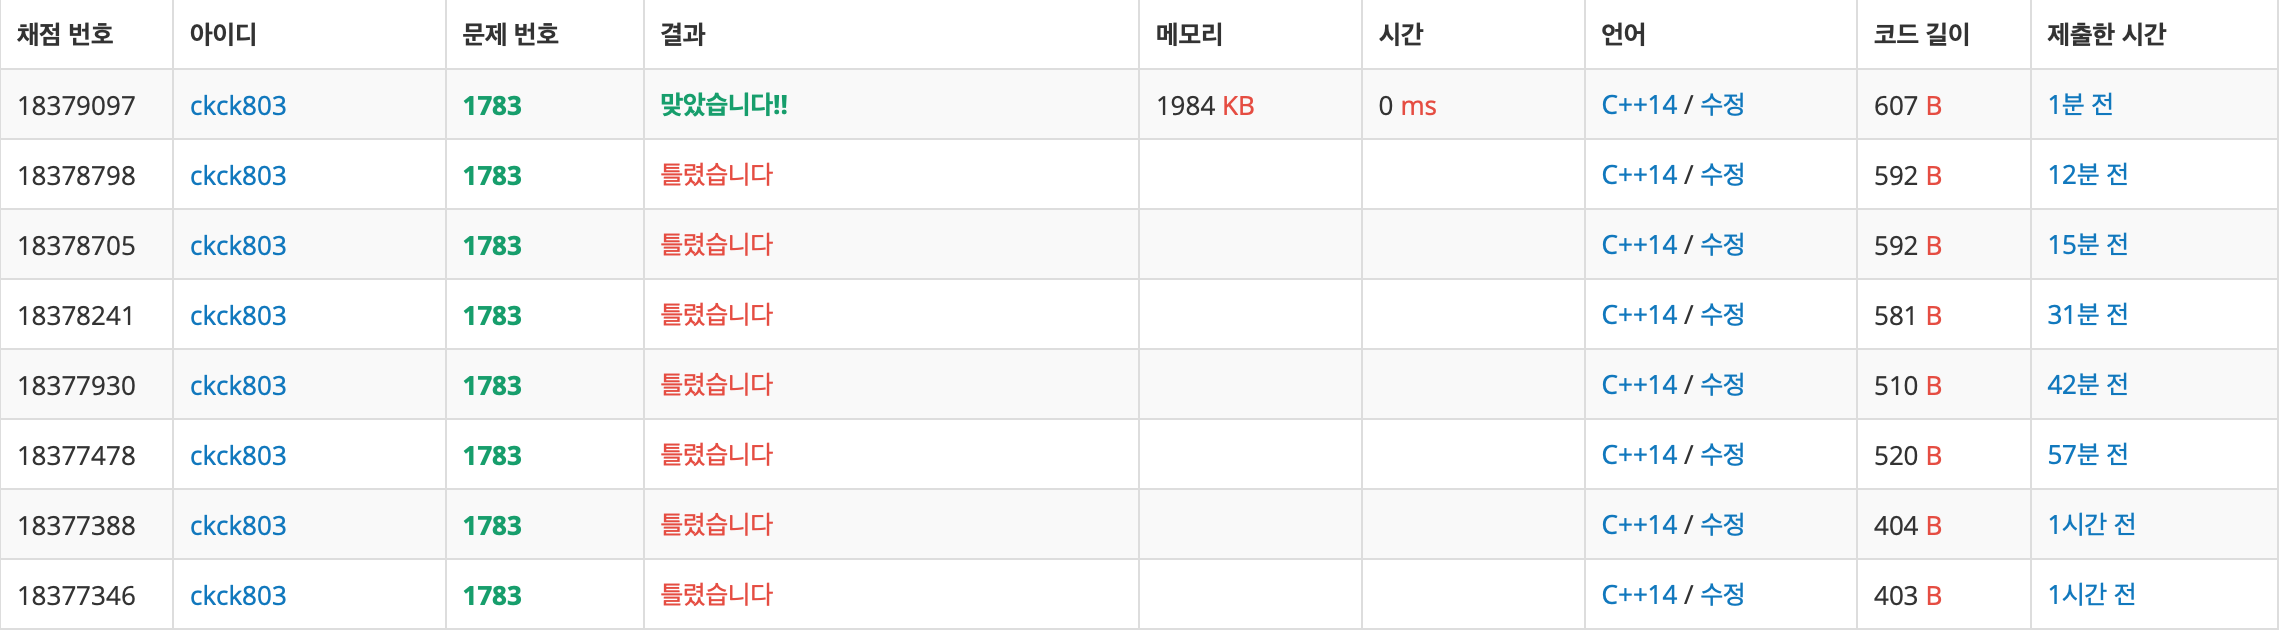 채점 번호 아이디 문제 번호 결과 메모리 시간 언어 코드 길이 제출한 시간
18379097 ckck803 1783 맞았습니다!! 1984 KB 0 ms C++14 / 수정 607 B 1분 전
18378798 ckck803 1783 틀렸습니다 C++14 / 수정 592 B 12분 전
18378705 ckck803 1783 틀렸습니다 C++14 / 수정 592 B 15분 전
18378241 ckck803 1783 틀렸습니다 C++14 / 수정 581 B 31분 전
18377930 ckck803 1783 틀렸습니다 C++14 / 수정 510 B 42분 전
18377478 ckck803 1783 틀렸습니다 C++14 / 수정 520 B 57분 전
18377388 ckck803 1783 틀렸습니다 C++14 / 수정 404 B 1시간 전
18377346 ckck803 1783 틀렸습니다 C++14 / 수정 403 B 1시간 전